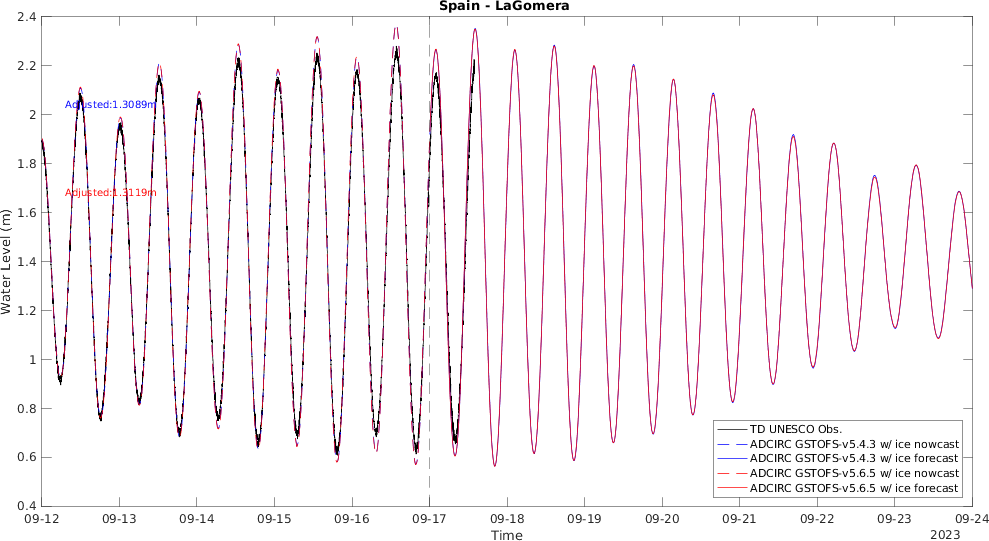 Spain - LaGomera
2.4
2.2
2
1.8
1.6
1.4
1.2
1
0.8
0.6
0.4
Water Level (m)
Adjusted:1.3089m
Adjusted:1.3119m
TD UNESCO Obs.
ADCIRC GSTOFS-v5.4.3 w/ ice nowcast
ADCIRC GSTOFS-v5.4.3 w/ ice forecast
ADCIRC GSTOFS-v5.6.5 w/ ice nowcast
ADCIRC GSTOFS-v5.6.5 w/ ice forecast
09-12 09-13 09-14 09-15 09-16 09-17 09-18 09-19 09-20 09-21 09-22 09-23 09-24
Time
2023